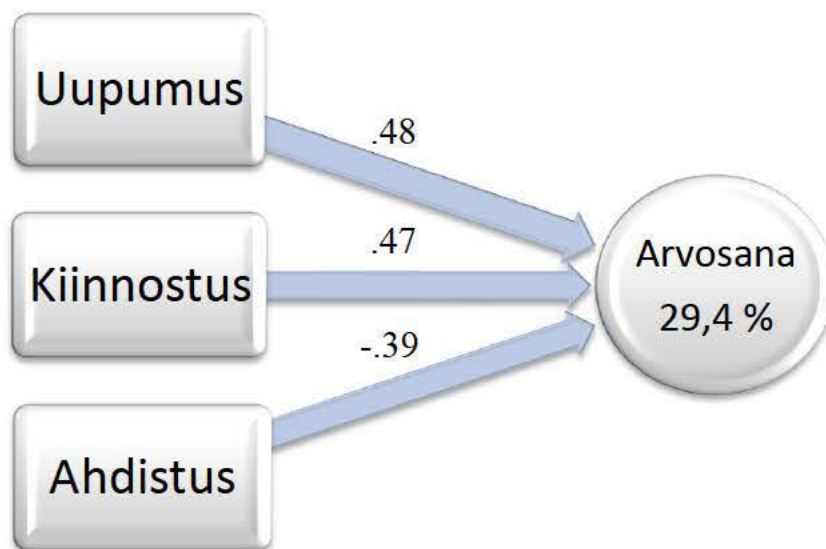 Uupumus
.48
Kiinnostus
.47
Arvosana
29,4 %
-.39
Ahdistus